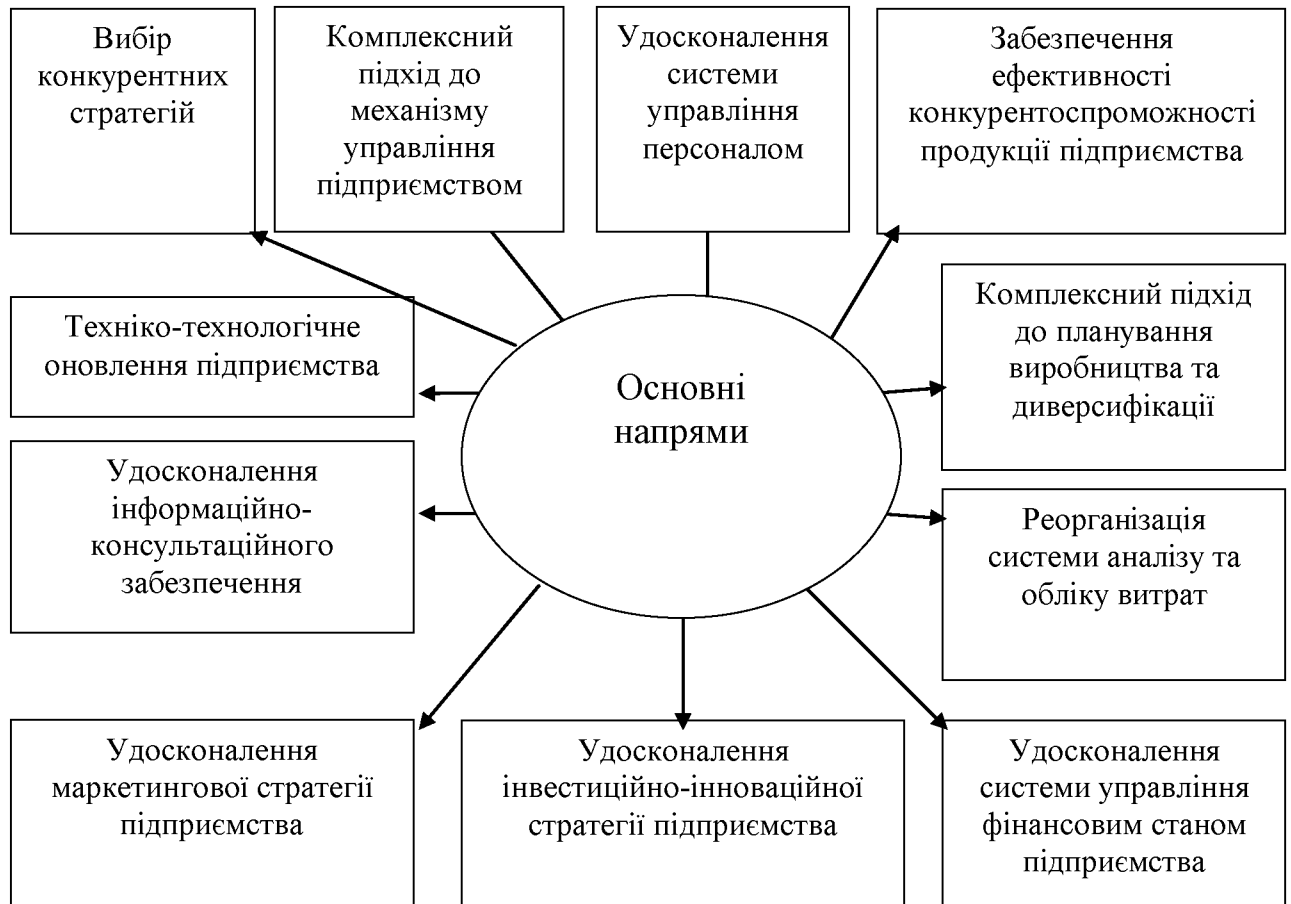 Вибір
конкурентних
стратегій
Комплексний
підхід до
механізму
управління
підприємством
Удосконалення
системи
управління
персоналом
Забезпечення
ефективності
конкурентоспроможності
продукції підприємства
Техніко-технологічне
оновлення підприємства
Основні
напрями
Комплексний підхід
до планування
виробництва та
диверсифікації
Удосконалення
інформаційно-
консультаційного
забезпечення
Реорганізація
системи аналізу та
обліку витрат
Удосконалення
маркетингової стратегії
підприємства
Удосконалення
інвестиційно-інноваційної
стратегії підприємства
Удосконалення
системи управління
фінансовим станом
підприємства